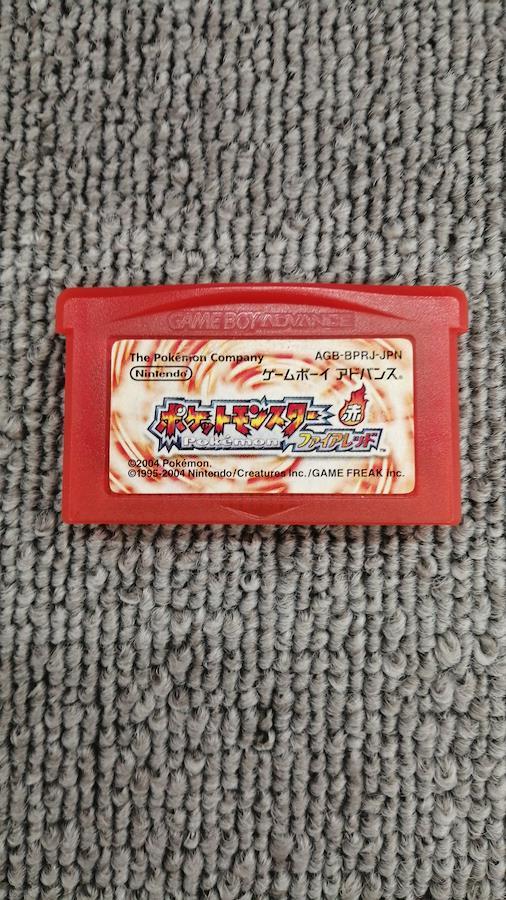 GAME BOY ADVANCE
The Pokémon Company AGB-BPRJ-JPN
Nintendo ゲームボーイ アドバンス®
ポケットモンスター 赤
Pokémon ファイアレッド™
©2004 Pokémon.
©1995-2004 Nintendo/Creatures inc./GAME FREAK inc.